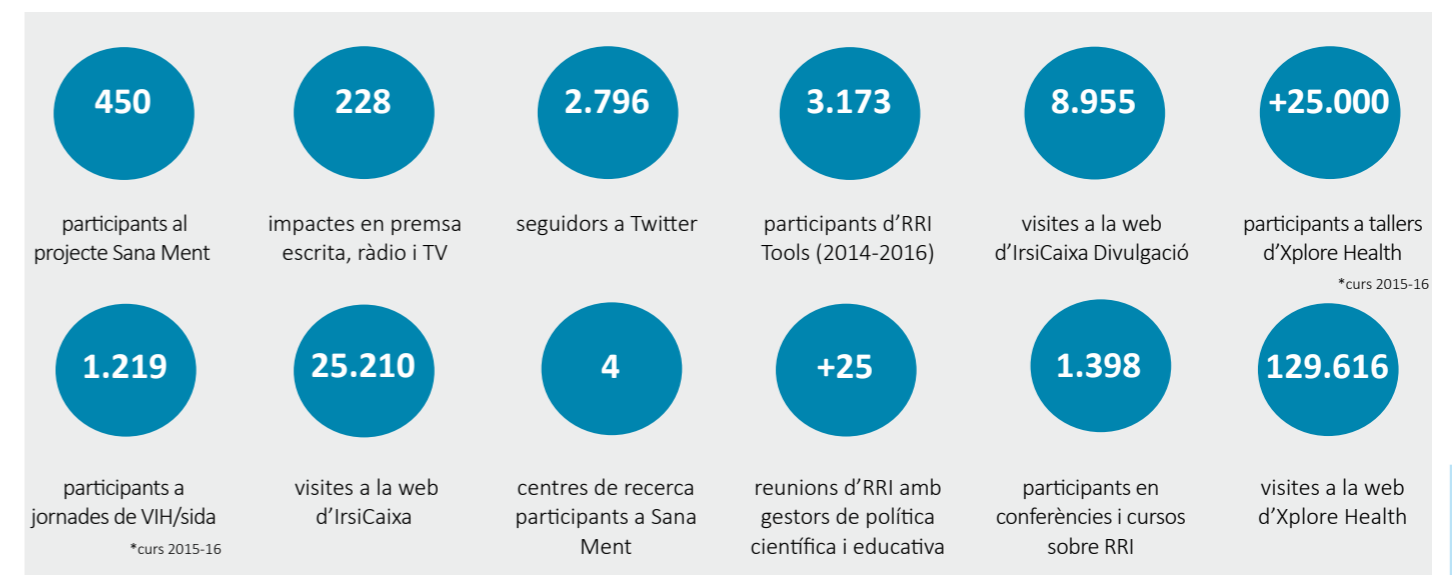 450
participants al
projecte Sana Ment
228
impactes en premsa
escrita, ràdio i TV
2.796
seguidors a Twitter
3.173
participants d’RRI
Tools (2014-2016)
8.955
visites a la web
d’IrsiCaixa Divulgació
+25.000
participants a tallers
d’Xplore Health
*curs 2015-16
1.219
participants a
jornades de VIH/sida
*curs 2015-16
25.210
visites a la web
d’IrsiCaixa
4
centres de recerca
participants a Sana
Ment
+25
reunions d’RRI amb
gestors de política
científica i educativa
1.398
participants en
conferències i cursos
sobre RRI
129.616
visites a la web
d’Xplore Health